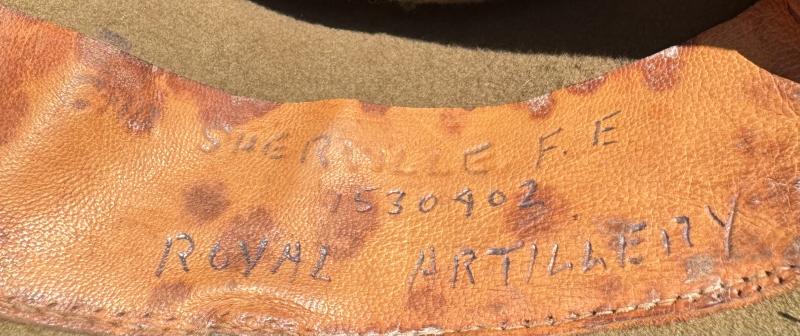 F. E
1530402
ROYAL ARTILLERY